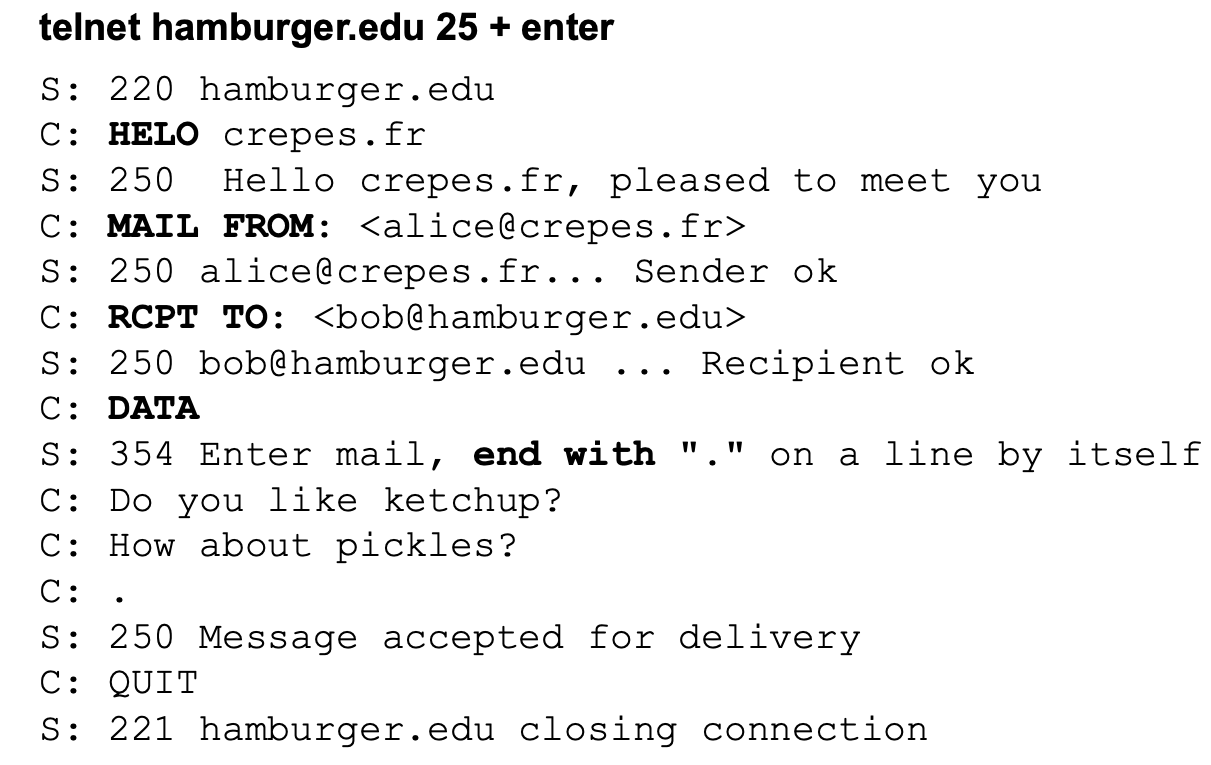 telnet hamburger.edu 25 + enter
S: 220 hamburger.edu
C: HELO crepes.fr
S: 250  Hello crepes.fr, pleased to meet you
C: MAIL FROM: <alice@crepes.fr>
S: 250 alice@crepes.fr... Sender ok
C: RCPT TO: <bob@hamburger.edu>
S: 250 bob@hamburger.edu ... Recipient ok
C: DATA
S: 354 Enter mail, end with "." on a line by itself
C: Do you like ketchup?
C: How about pickles?
C: .
S: 250 Message accepted for delivery
C: QUIT
S: 221 hamburger.edu closing connection